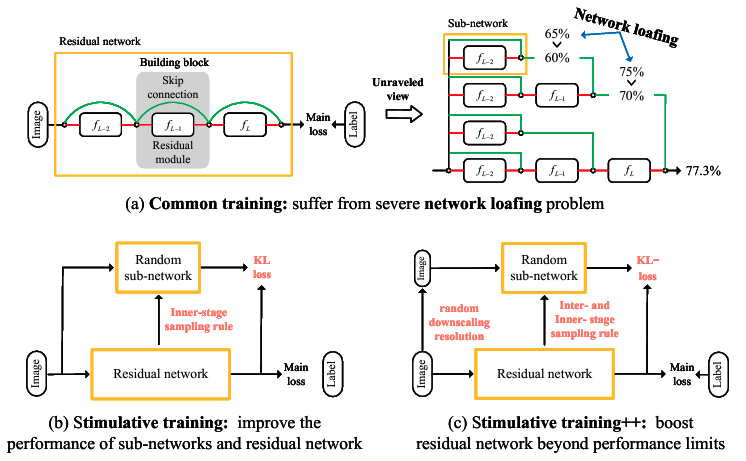 Residual network
Building block
Skip
connection
Image
f_{L-2}
f_{L-1}
f_L
Residual
module
Main
loss
Label
Unraveled
view
Sub-network
Network loafing
f_{L-2}
65%
∨
60%
75%
∨
70%
f_{L-2}
f_{L-1}
f_{L-2}
f_{L-2}
f_{L-1}
f_L
77.3%
(a) Common training: suffer from severe network loafing problem
Random
sub-network
KL
loss
Inner-stage
sampling rule
Image
Residual network
Main
loss
Label
(b) Stimulative training: improve the
performance of sub-networks and residual network
Image
Random
sub-network
KL-
loss
random
downscaling
resolution
Inter- and
Inner- stage
sampling rule
Image
Residual network
Main
loss
Label
(c) Stimulative training++: boost
residual network beyond performance limits